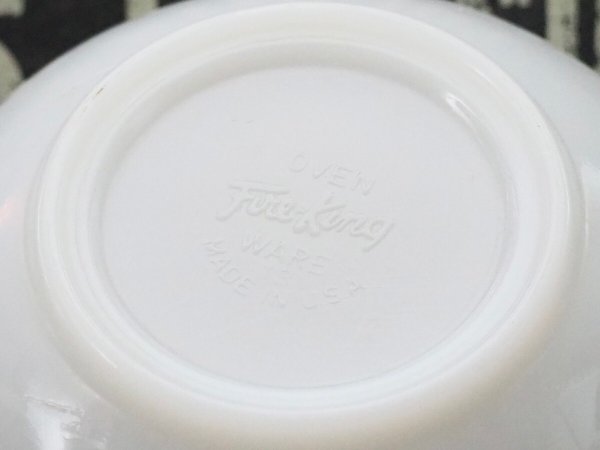 OVEN
Fire-King
WARE
MADE IN U.S.A.